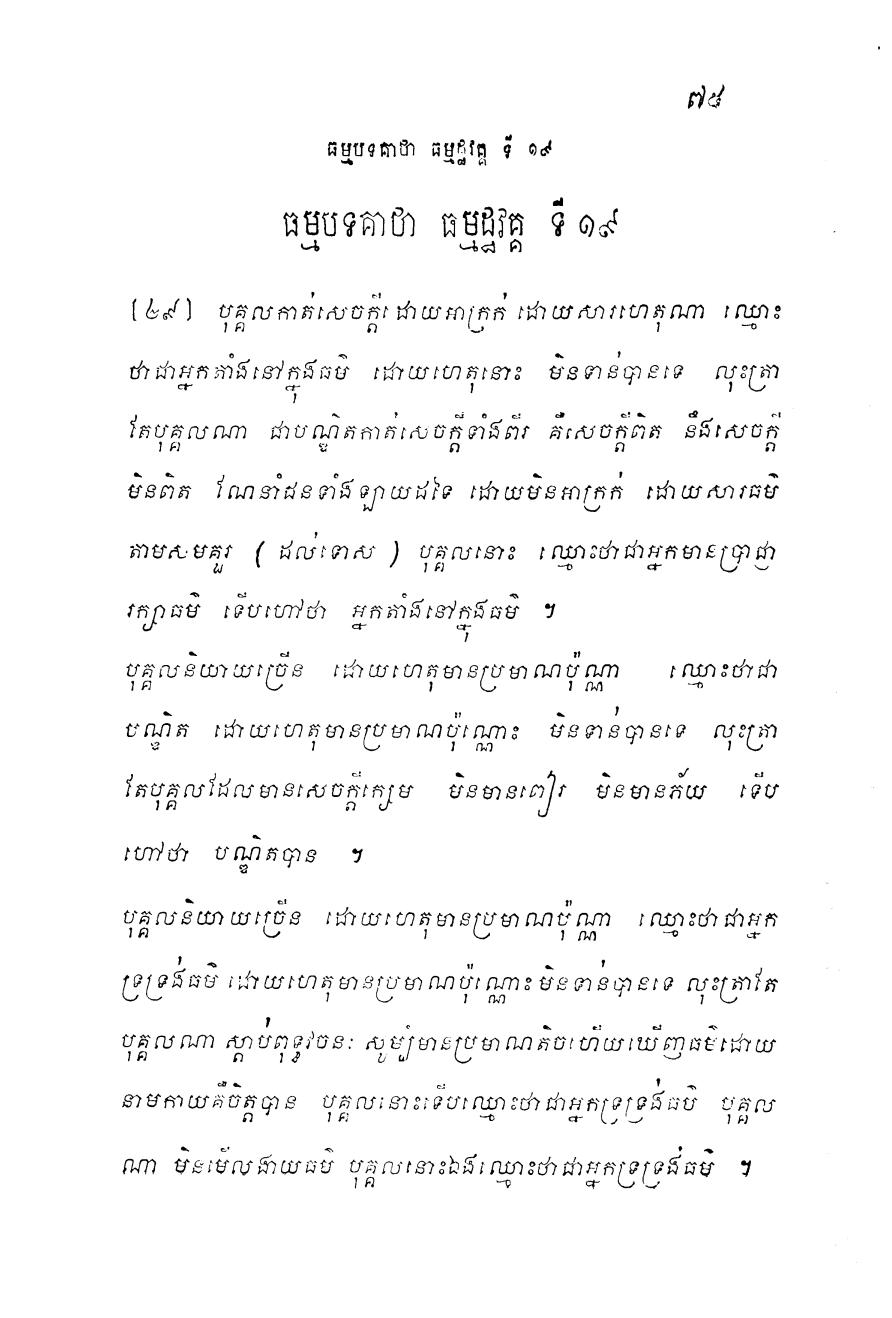 ៧៥
ធម្មបទគាថា ធម្មដ្ឋវគ្គ ទី ១៩
ធម្មបទគាថា ធម្មដ្ឋវគ្គ ទី ១៩
[៤៩] បុគ្គលកាត់សេចក្តីដោយអាក្រក់ ដោយសារហេតុណា ឈ្មោះ
ថាជាអ្នកតាំងនៅក្នុងធម៌ ដោយហេតុនោះ មិនទាន់បានទេ លុះត្រា
តែបុគ្គលណា ជាបណ្ឌិតកាត់សេចក្តីទាំងពីរ គឺសេចក្តីពិត នឹងសេចក្តី
មិនពិត ណែនាំជនទាំងឡាយដទៃ ដោយមិនអាក្រក់ ដោយសារធម៌
តាមសមគួរ ( ដល់ទោស ) បុគ្គលនោះ ឈ្មោះថាជាអ្នកមានប្រាជ្ញា
រក្សាធម៌ ទើបហៅថា អ្នកតាំងនៅក្នុងធម៌ ។
បុគ្គលនិយាយច្រើន ដោយហេតុមានប្រមាណប៉ុណ្ណា ឈ្មោះថាជា
បណ្ឌិត ដោយហេតុមានប្រមាណប៉ុណ្ណោះ មិនទាន់បានទេ លុះត្រា
តែបុគ្គលដែលមានសេចក្តីក្សេម មិនមានពៀរ មិនមានភ័យ ទើប
ហៅថា បណ្ឌិតបាន ។
បុគ្គលនិយាយច្រើន ដោយហេតុមានប្រមាណប៉ុណ្ណា ឈ្មោះថាជាអ្នក
ទ្រទ្រង់ធម៌ ដោយហេតុមានប្រមាណប៉ុណ្ណោះ មិនទាន់បានទេ លុះត្រាតែ
បុគ្គលណា ស្តាប់ពុទ្ធវចនៈ សូម្បីមានប្រមាណតិចហើយឃើញធម៌ដោយ
នាមកាយគឺចិត្តបាន បុគ្គលនោះទើបឈ្មោះថាជាអ្នកទ្រទ្រង់ធម៌ បុគ្គល
ណា មិនមើលងាយធម៌ បុគ្គលនោះឯងឈ្មោះថាជាអ្នកទ្រទ្រង់ធម៌ ។